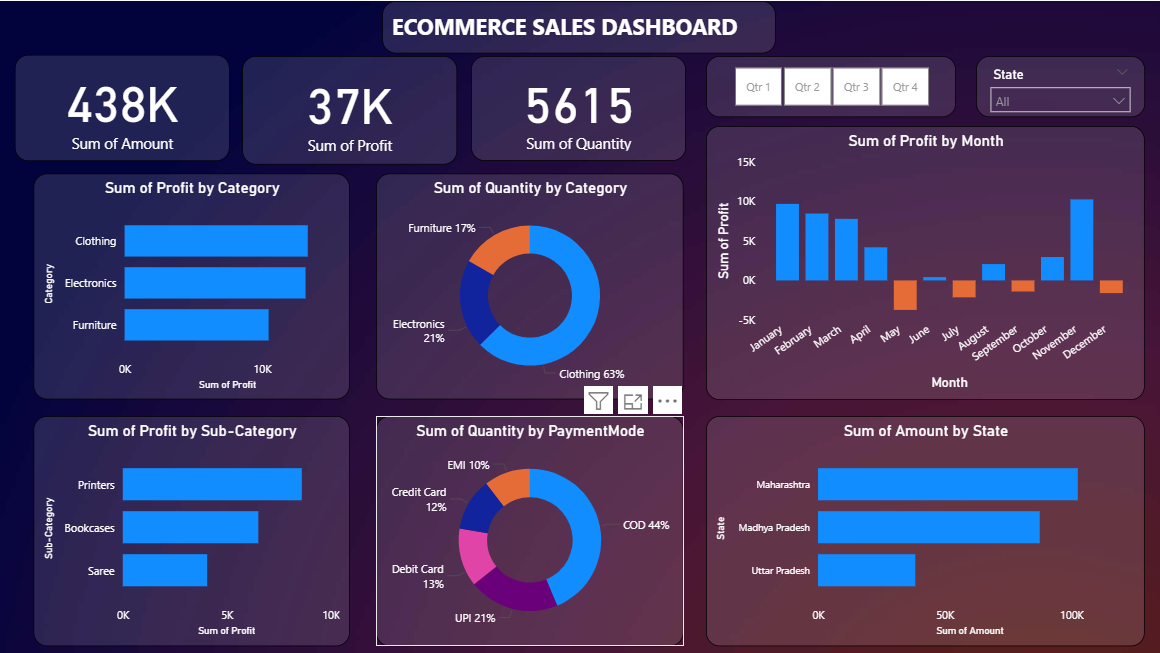 ECOMMERCE SALES DASHBOARD
438K
Sum of Amount
37K
Sum of Profit
5615
Sum of Quantity
Qtr 1
Qtr 2
Qtr 3
Qtr 4
State
All
Sum of Profit by Category
Category
Clothing
Electronics
Furniture
0K
10K
Sum of Profit
Sum of Quantity by Category
Furniture 17%
Electronics
21%
Clothing 63%
Sum of Profit by Month
Sum of Profit
15K
10K
5K
0K
-5K
January
February
March
April
May
June
July
August
September
October
November
December
Month
Sum of Profit by Sub-Category
Sub-Category
Printers
Bookcases
Saree
0K
5K
10K
Sum of Profit
Sum of Quantity by PaymentMode
EMI 10%
Credit Card
12%
COD 44%
Debit Card
13%
UPI 21%
Sum of Amount by State
State
Maharashtra
Madhya Pradesh
Uttar Pradesh
0K
50K
100K
Sum of Amount